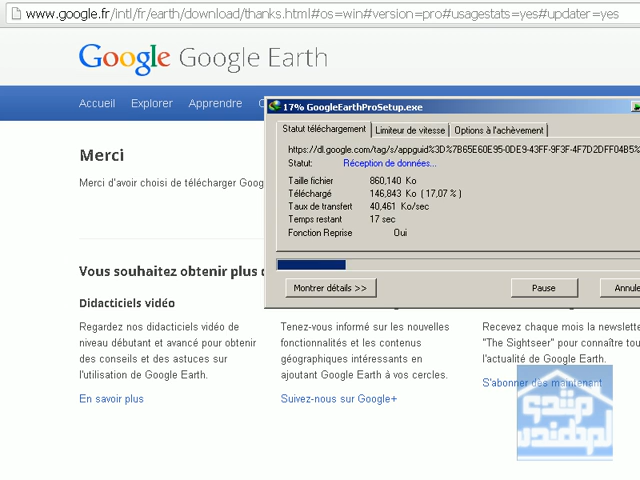 www.google.fr/intl/fr/earth/download/thanks.html#os=win#version=pro#usagestats=yes#updater=yes
Google Google Earth
Accueil Explorer Apprendre
17% GoogleEarthProSetup.exe
Statut téléchargement Limiteur de vitesse Options à l'achèvement
https://dl.google.com/tag/s/appguid%3D%7B65E60E95-0DE9-43FF-9F3F-4F7D2DFF04B5%
Statut: Réception de données...
Taille fichier 860,140 Ko
Téléchargé 146,843 Ko ( 17,07 % )
Taux de transfert 40,461 Ko/sec
Temps restant 17 sec
Fonction Reprise Oui
Montrer détails >> Pause Annule
Merci
Merci d'avoir choisi de télécharger Goog
Vous souhaitez obtenir plus d
Didacticiels vidéo
Regardez nos didacticiels vidéo de
niveau débutant et avancé pour obtenir
des conseils et des astuces sur
l'utilisation de Google Earth.
En savoir plus
Tenez-vous informé sur les nouvelles
fonctionnalités et les contenus
géographiques intéressants en
ajoutant Google Earth à vos cercles.
Suivez-nous sur Google+
Recevez chaque mois la newslette
"The Sightseer" pour connaître tou
l'actualité de Google Earth.
S'abonner dès maintenant